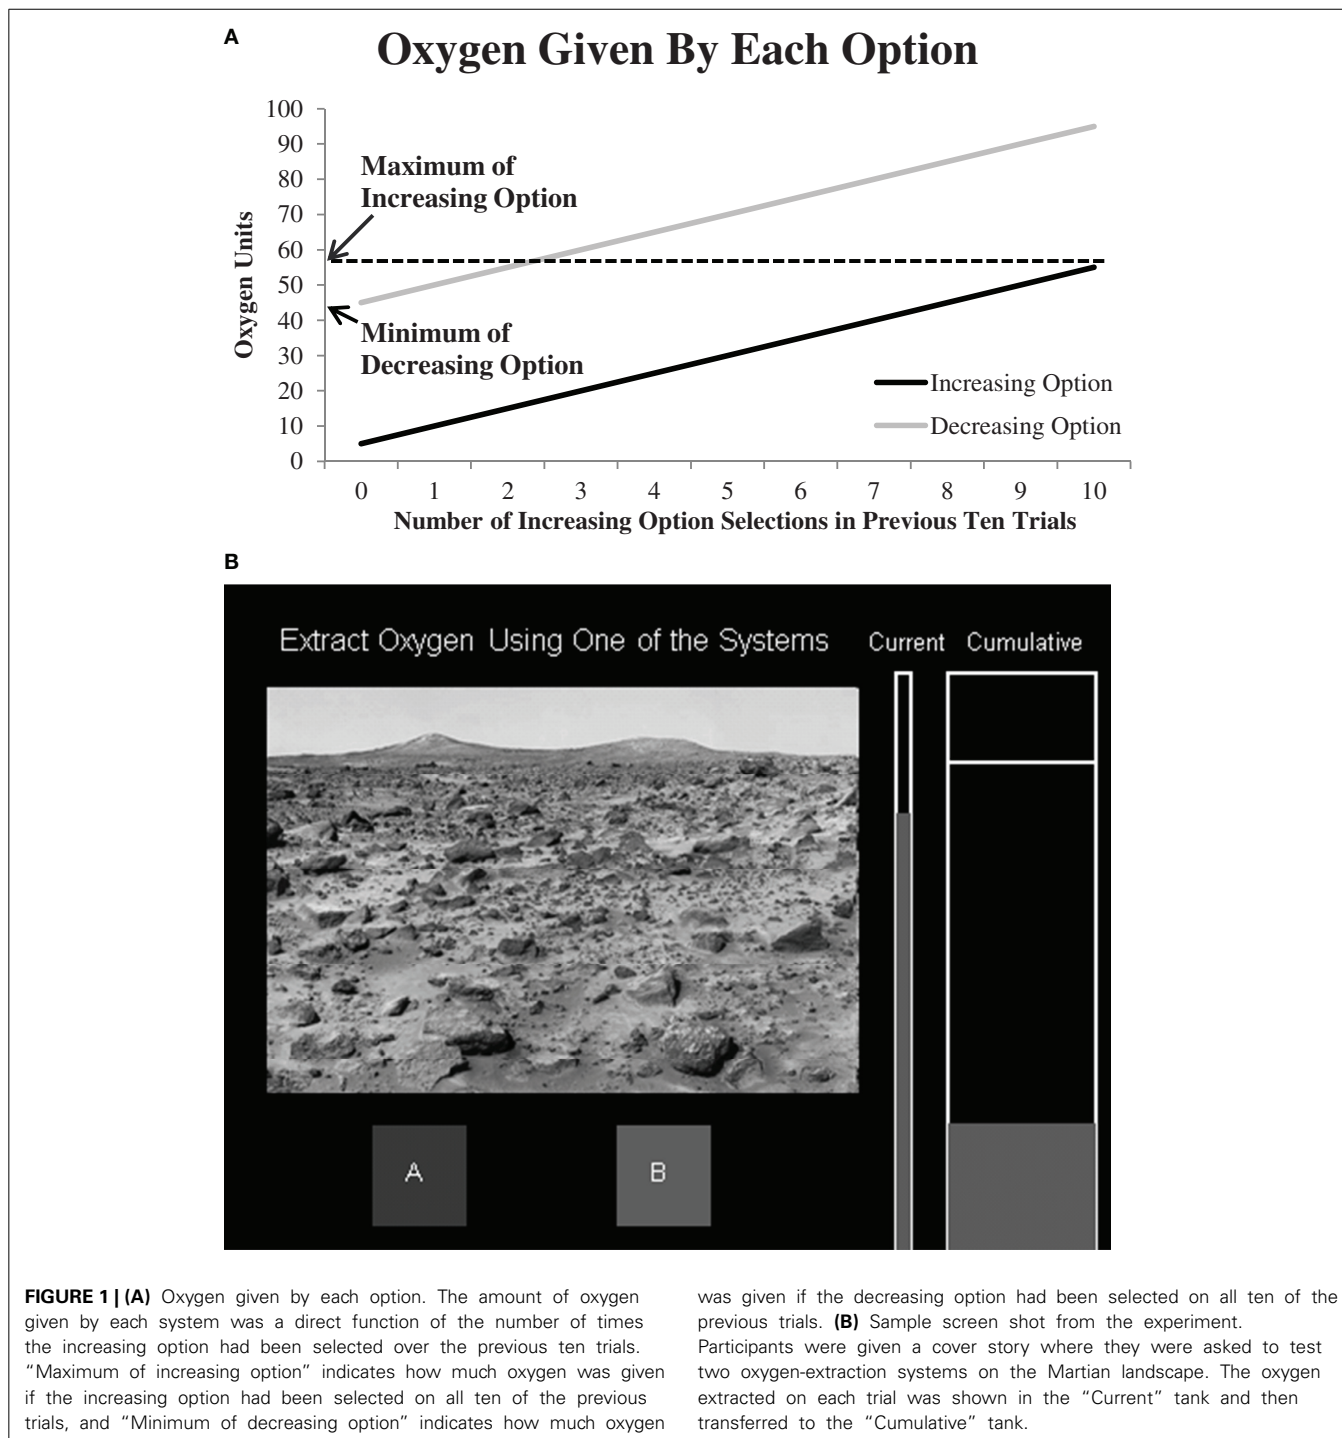 A
Oxygen Given By Each Option
100
90
80
70
60
50
40
30
20
10
0
Oxygen Units
Maximum of
Increasing Option
Minimum of
Decreasing Option
Increasing Option
Decreasing Option
0 1 2 3 4 5 6 7 8 9 10
Number of Increasing Option Selections in Previous Ten Trials
B
Extract Oxygen Using One of the Systems
Current Cumulative
A B
FIGURE 1 | (A) Oxygen given by each option. The amount of oxygen
given by each system was a direct function of the number of times
the increasing option had been selected over the previous ten trials.
“Maximum of increasing option” indicates how much oxygen was given
if the increasing option had been selected on all ten of the previous
trials, and “Minimum of decreasing option” indicates how much oxygen
was given if the decreasing option had been selected on all ten of the
previous trials. (B) Sample screen shot from the experiment.
Participants were given a cover story where they were asked to test
two oxygen-extraction systems on the Martian landscape. The oxygen
extracted on each trial was shown in the “Current” tank and then
transferred to the “Cumulative” tank.